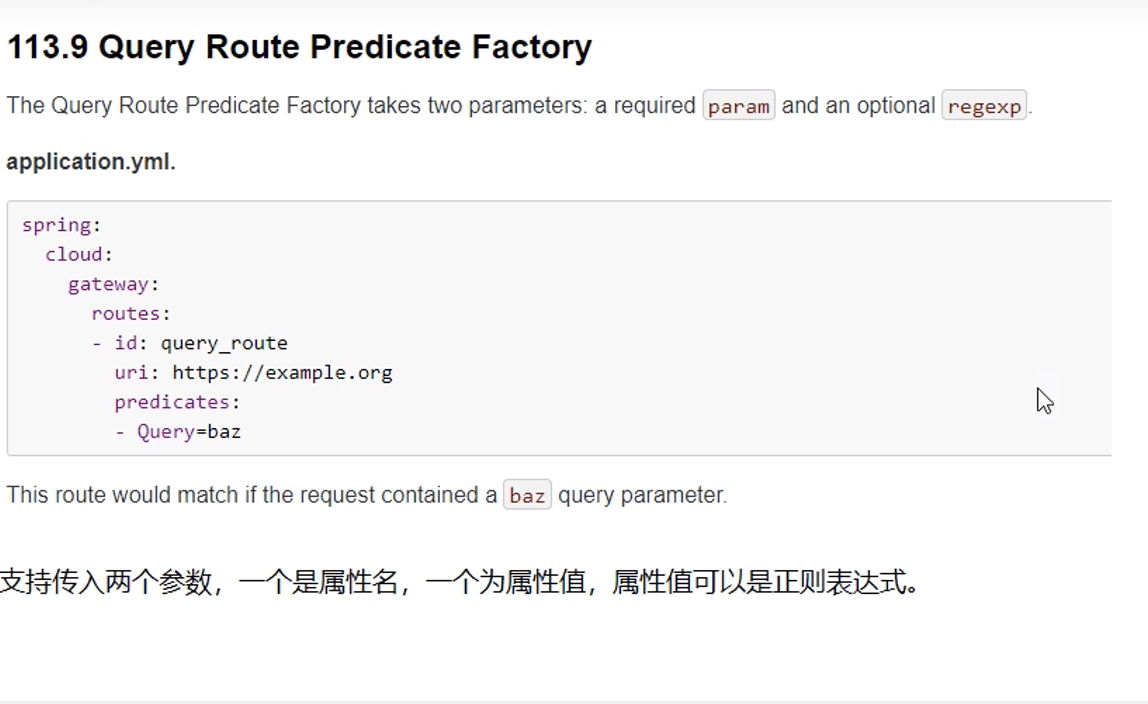 113.9 Query Route Predicate Factory
The Query Route Predicate Factory takes two parameters: a required param and an optional regexp.
application.yml.
spring:
  cloud:
    gateway:
      routes:
      - id: query_route
        uri: https://example.org
        predicates:
        - Query=baz
This route would match if the request contained a baz query parameter.
支持传入两个参数，一个是属性名，一个为属性值，属性值可以是正则表达式。